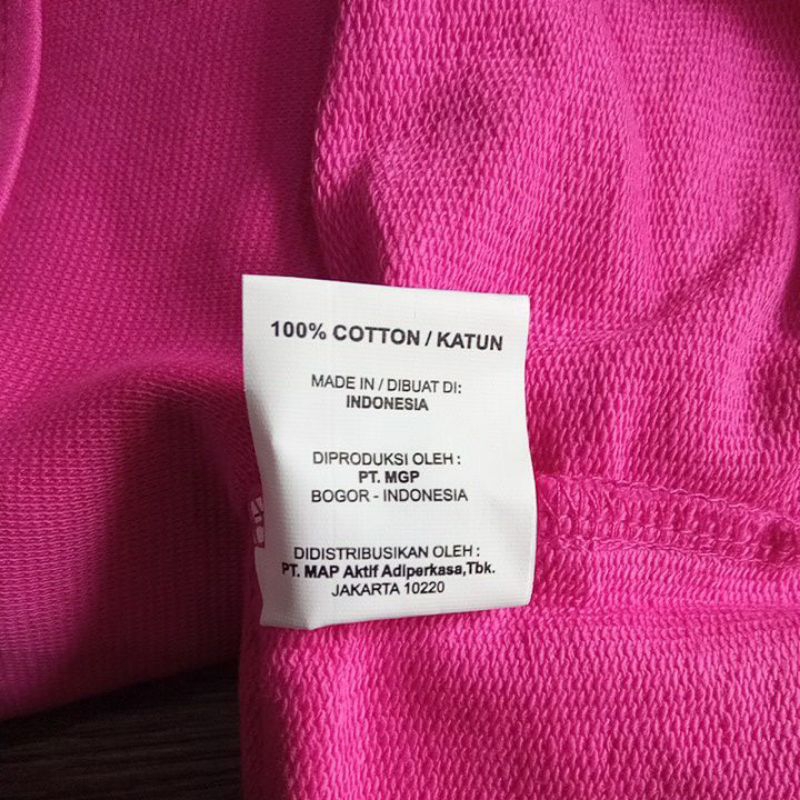 100% COTTON / KATUN
MADE IN / DIBUAT DI:
INDONESIA
DIPRODUKSI OLEH :
PT. MGP
BOGOR - INDONESIA
DIDISTRIBUSIKAN OLEH :
PT. MAP Aktif Adiperkasa,Tbk.
JAKARTA 10220